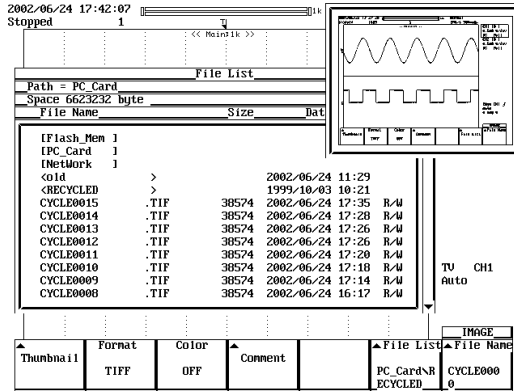 2002/06/24 17:42:07
Stopped 1
1k
<< Main:1k >>
File List
Path = PC_Card
Space 6623232 byte
File Name Size Dat
[Flash_Mem ]
[PC_Card ]
[NetWork ]
<old > 2002/06/24 11:29
<RECYCLED > 1999/10/03 10:21
CYCLE0015 .TIF 38574 2002/06/24 17:35 R/W
CYCLE0014 .TIF 38574 2002/06/24 17:28 R/W
CYCLE0013 .TIF 38574 2002/06/24 17:26 R/W
CYCLE0012 .TIF 38574 2002/06/24 17:26 R/W
CYCLE0011 .TIF 38574 2002/06/24 17:20 R/W
CYCLE0010 .TIF 38574 2002/06/24 17:18 R/W
CYCLE0009 .TIF 38574 2002/06/24 17:14 R/W
CYCLE0008 .TIF 38574 2002/06/24 16:17 R/W
TV CH1
Auto
IMAGE
Thumbnail
Format
TIFF
Color
OFF
Comment
File List
PC_Card\R
ECYCLED
File Name
CYCLE000
0